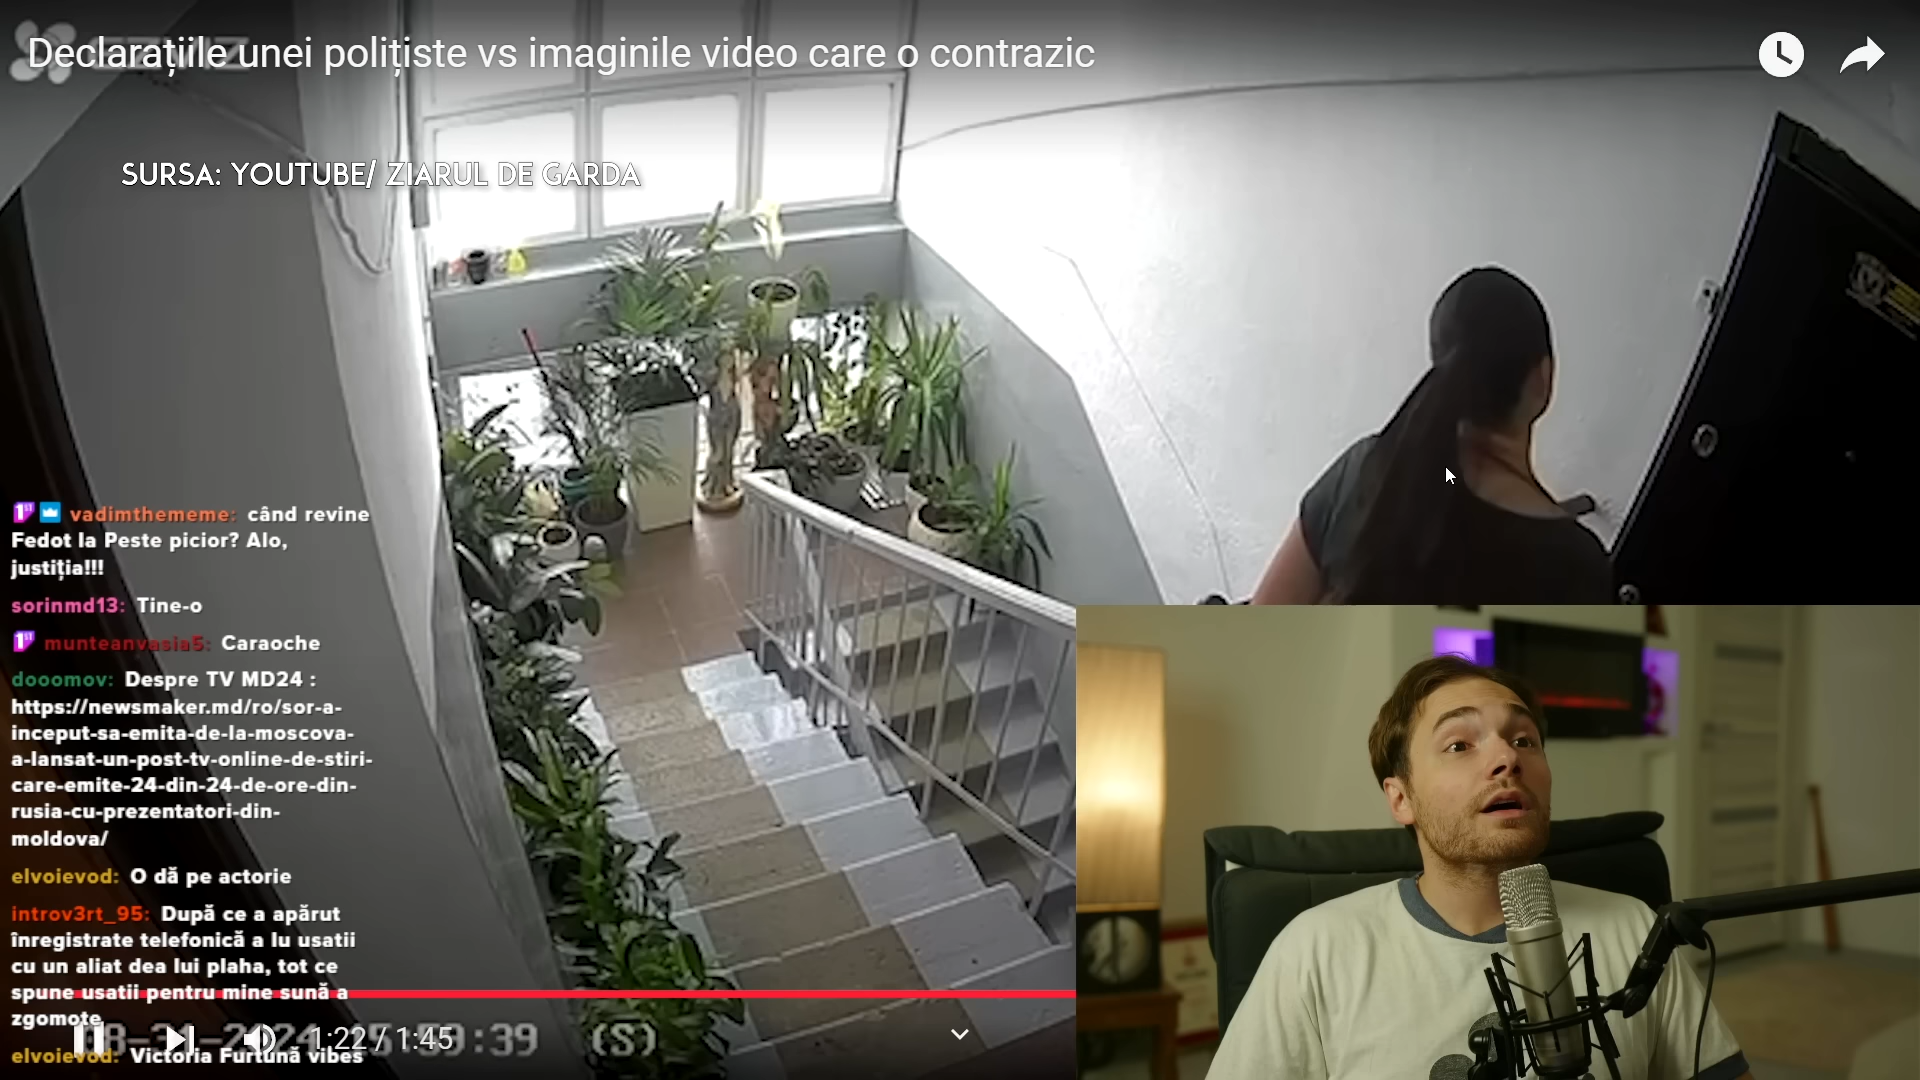 Declarațiile unei polițiste vs imaginile video care o contrazic
SURSA: YOUTUBE/ ZIARUL DE GARDA
vadimthememe: când revine
Fedot la Peste picior? Alo,
justiția!!!
sorinmd13: Tine-o
munteanvasia5: Caraoche
dooomov: Despre TV MD24 :
https://newsmaker.md/ro/sor-a-
inceput-sa-emita-de-la-moscova-
a-lansat-un-post-tv-online-de-stiri-
care-emite-24-din-24-de-ore-din-
rusia-cu-prezentatori-din-
moldova/
elvoievod: O dă pe actorie
introv3rt_95: După ce a apărut
înregistrate telefonică a lu usatii
cu un aliat dea lui plaha, tot ce
spune usatii pentru mine sună a
zgomote
1:22 / 1:45
:39 (S)
elvoievod: Victoria Furtună vibes